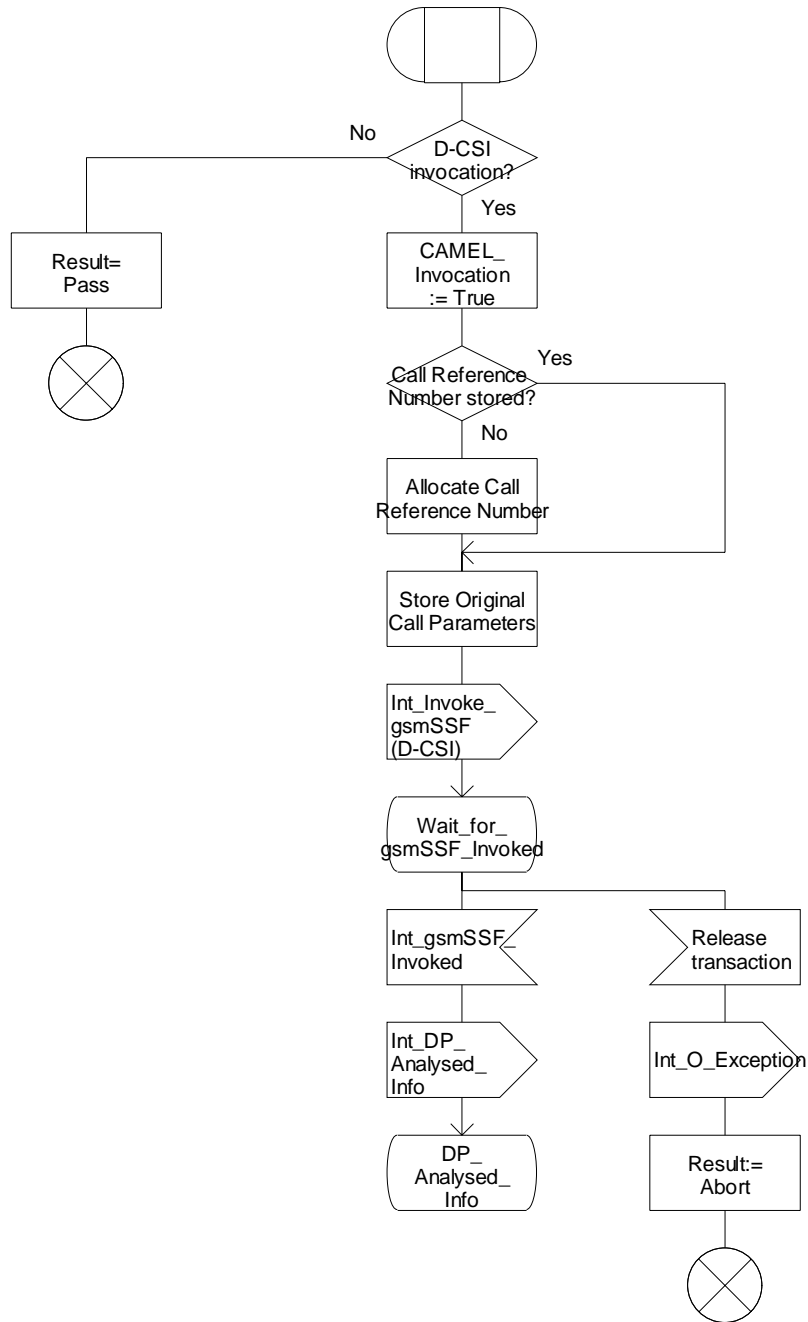 No
D-CSI
invocation?
Yes
Result=
Pass
CAMEL_
Invocation
:= True
Call Reference
Number stored?
Yes
No
Allocate Call
Reference Number
Store Original
Call Parameters
Int_Invoke_
gsmSSF
(D-CSI)
Wait_for_
gsmSSF_Invoked
Int_gsmSSF_
Invoked
Release
transaction
Int_DP_
Analysed_
Info
Int_O_Exception
DP_
Analysed_
Info
Result:=
Abort